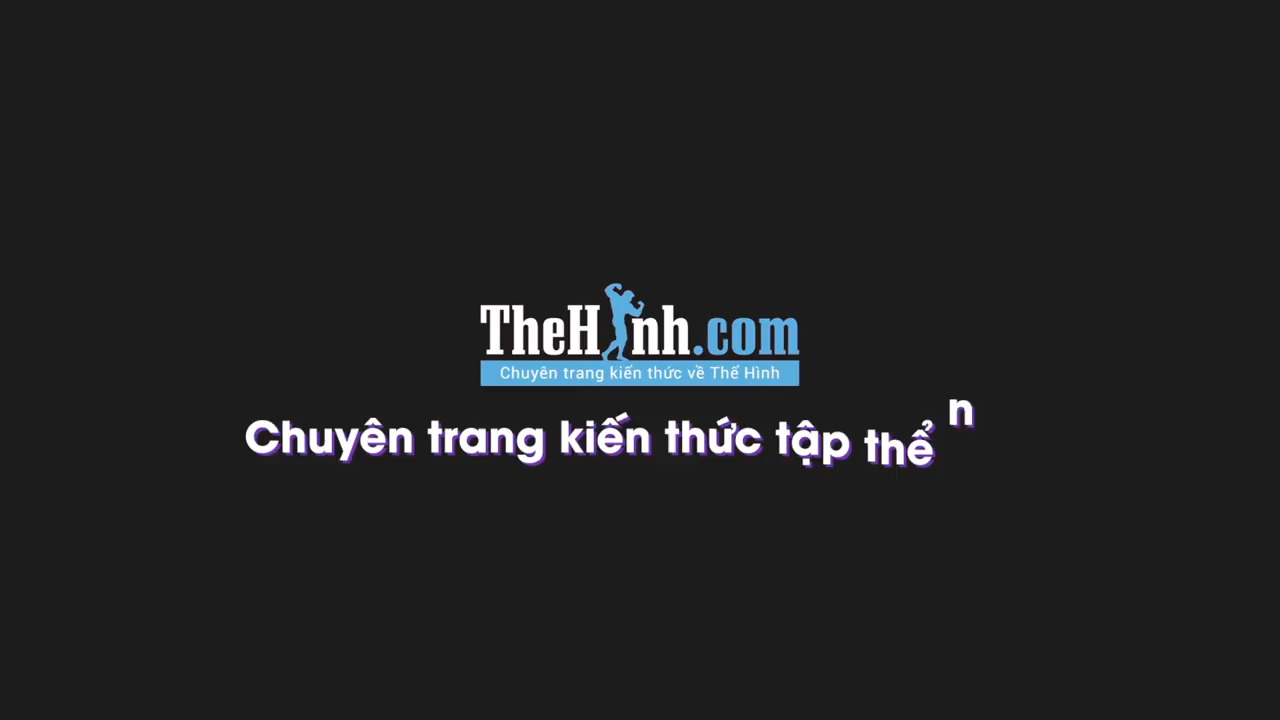 TheHình.com
Chuyên trang kiến thức về Thể Hình
Chuyên trang kiến thức tập thể n